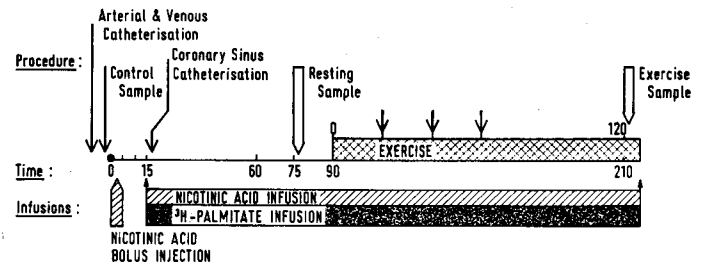 Arterial & Venous
Catheterisation
Coronary Sinus
Catheterisation
Procedure :
Control
Sample
Resting
Sample
Exercise
Sample
0
120
EXERCISE
Time :
0
15
60
75
90
210
Infusions :
NICOTINIC ACID INFUSION
³H-PALMITATE INFUSION
NICOTINIC ACID
BOLUS INJECTION